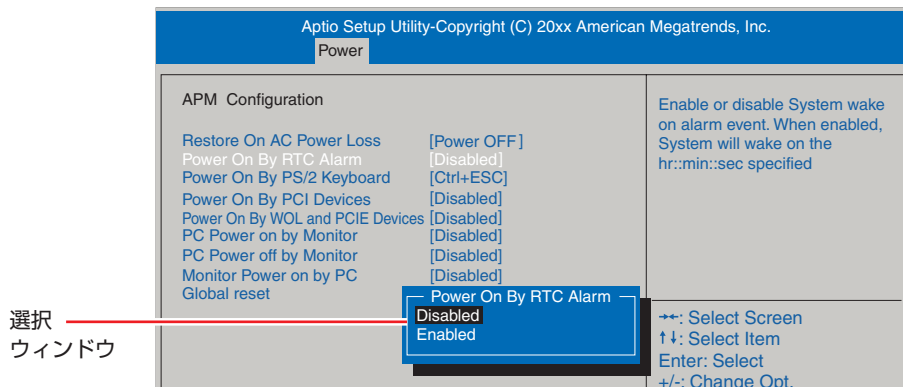 Aptio Setup Utility-Copyright (C) 20xx American Megatrends, Inc.
Power
APM Configuration
Restore On AC Power Loss [Power OFF]
Power On By RTC Alarm [Disabled]
Power On By PS/2 Keyboard [Ctrl+ESC]
Power On By PCI Devices [Disabled]
Power On By WOL and PCIE Devices [Disabled]
PC Power on by Monitor [Disabled]
PC Power off by Monitor [Disabled]
Monitor Power on by PC [Disabled]
Global reset
Power On By RTC Alarm
Disabled
Enabled
Enable or disable System wake
on alarm event. When enabled,
System will wake on the
hr::min::sec specified
→←: Select Screen
↑↓: Select Item
Enter: Select
+/-: Change Opt.
選択
ウィンドウ